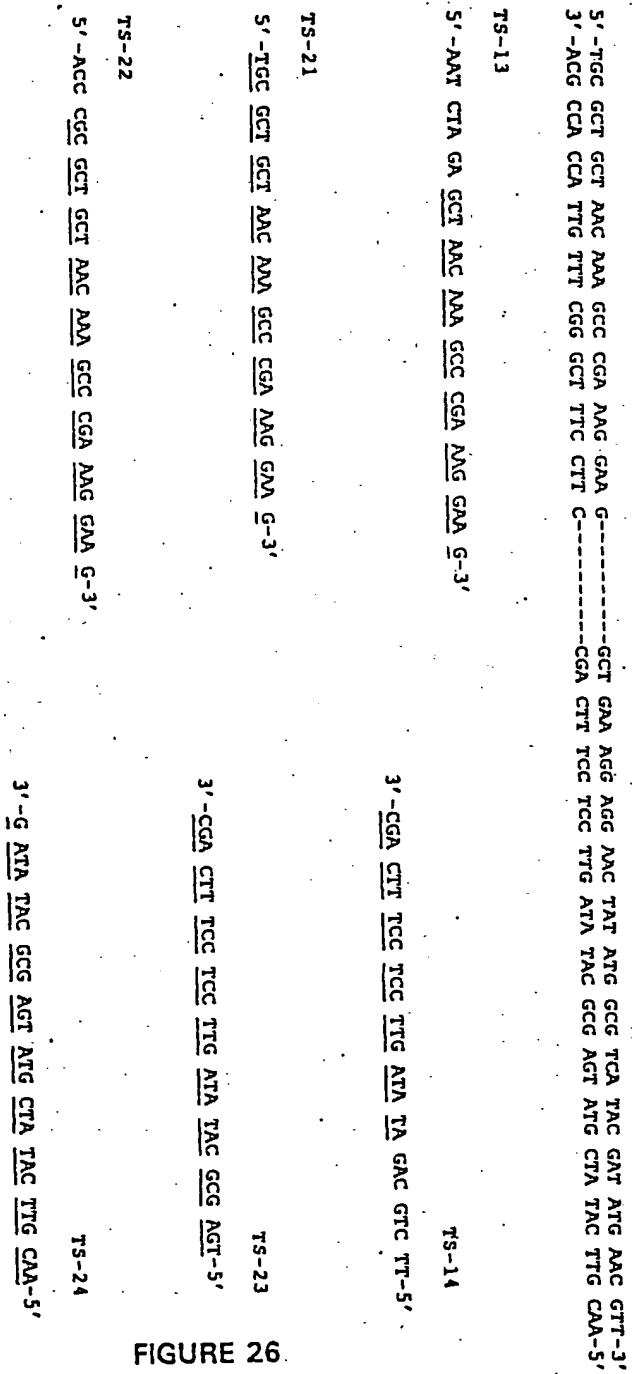 5'-TGC GCT GCT AAC AAA GCC CGA AAG GAA G----------GCT GAA AGG AGG AAC TAT ATG GCG TCA TAC GAT ATG AAC GTT-3'
3'-ACG CCA CCA TTG TTT CGG GCT TTC CTT C----------CGA CTT TCC TCC TTG ATA TAC GCG AGT ATG CTA TAC TTG CAA-5'
TS-13
5'-AAT CTA GA GCT AAC AAA GCC CGA AAG GAA G-3'
TS-14
3'-CGA CTT TCC TCC TTG ATA TA GAC GTC TT-5'
TS-21
5'-TGC GCT GCT AAC AAA GCC CGA AAG GAA G-3'
TS-23
3'-CGA CTT TCC TCC TTG ATA TAC GCG AGT-5'
TS-22
5'-ACC CGC GCT GCT AAC AAA GCC CGA AAG GAA G-3'
TS-24
3'-G ATA TAC GCG AGT ATG CTA TAC TTG CAA-5'
FIGURE 26